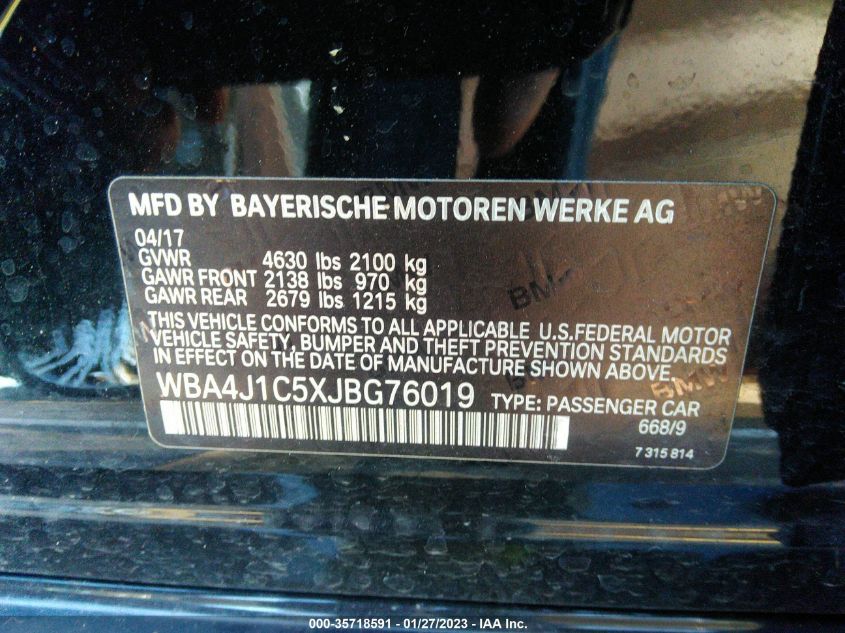 MFD BY BAYERISCHE MOTOREN WERKE AG
04/17
GVWR 4630 lbs 2100 kg
GAWR FRONT 2138 lbs 970 kg
GAWR REAR 2679 lbs 1215 kg
THIS VEHICLE CONFORMS TO ALL APPLICABLE U.S.FEDERAL MOTOR
VEHICLE SAFETY, BUMPER AND THEFT PREVENTION STANDARDS
IN EFFECT ON THE DATE OF MANUFACTURE SHOWN ABOVE.
WBA4J1C5XJBG76019 TYPE: PASSENGER CAR
668/9
7 315 814
000-35718591 - 01/27/2023 - IAA Inc.